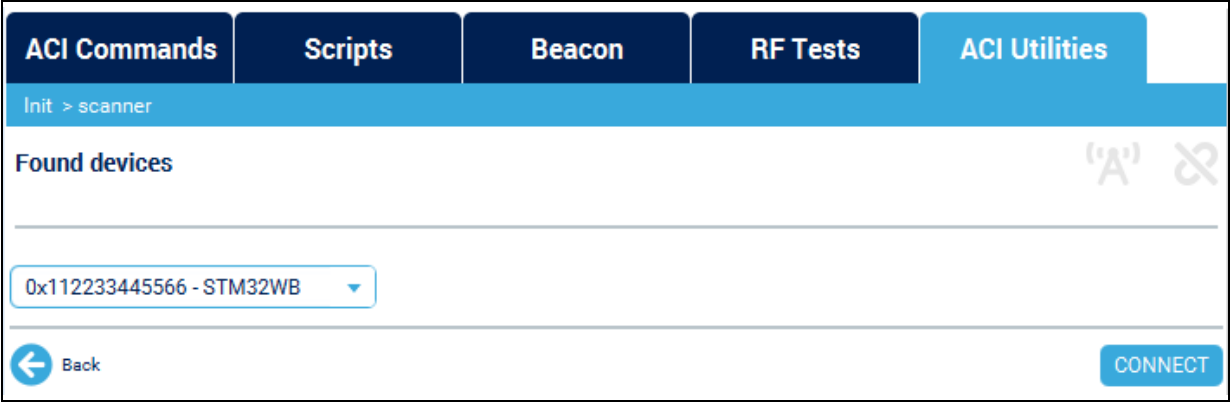 ACI Commands Scripts Beacon RF Tests ACI Utilities
Init > scanner
Found devices
0x112233445566 - STM32WB
Back CONNECT